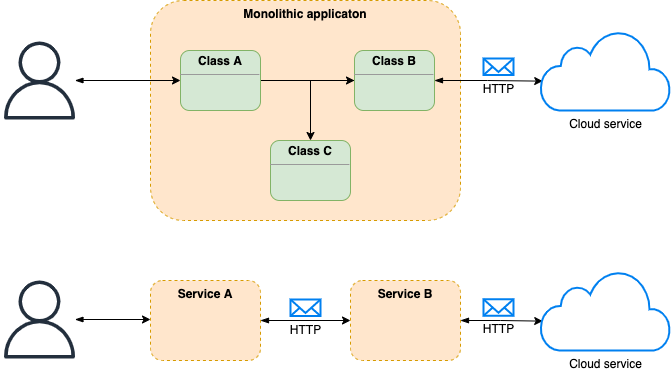 Monolithic applicaton
Class A
Class B
HTTP
Cloud service
Class C
Service A
Service B
HTTP
HTTP
Cloud service